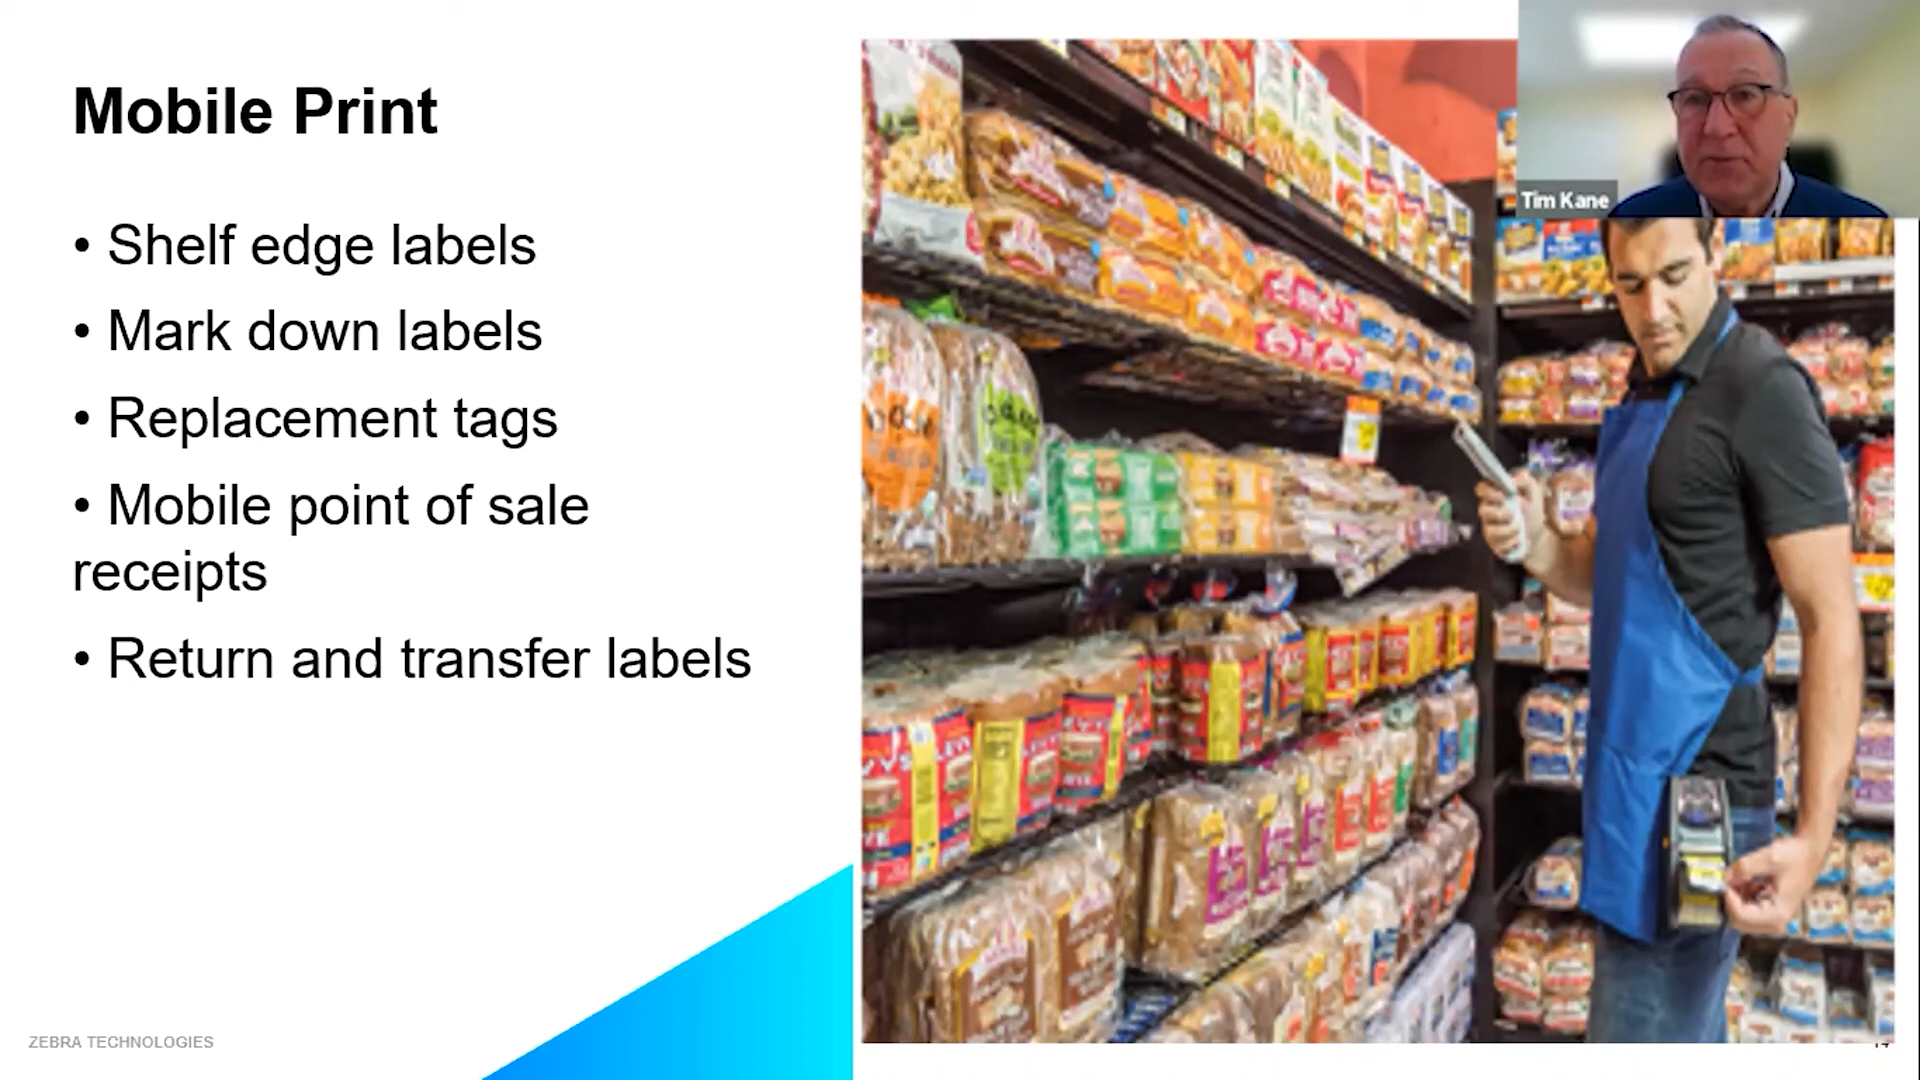 Mobile Print
• Shelf edge labels
• Mark down labels
• Replacement tags
• Mobile point of sale
receipts
• Return and transfer labels
Tim Kane
ZEBRA TECHNOLOGIES